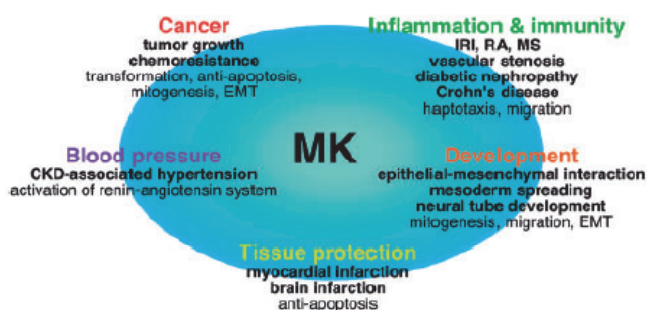 Cancer
tumor growth
chemoresistance
transformation, anti-apoptosis,
mitogenesis, EMT
Inflammation & immunity
IRI, RA, MS
vascular stenosis
diabetic nephropathy
Crohn's disease
haptotaxis, migration
MK
Blood pressure
CKD-associated hypertension
activation of renin-angiotensin system
Development
epithelial-mesenchymal interaction
mesoderm spreading
neural tube development
mitogenesis, migration, EMT
Tissue protection
myocardial infarction
brain infarction
anti-apoptosis